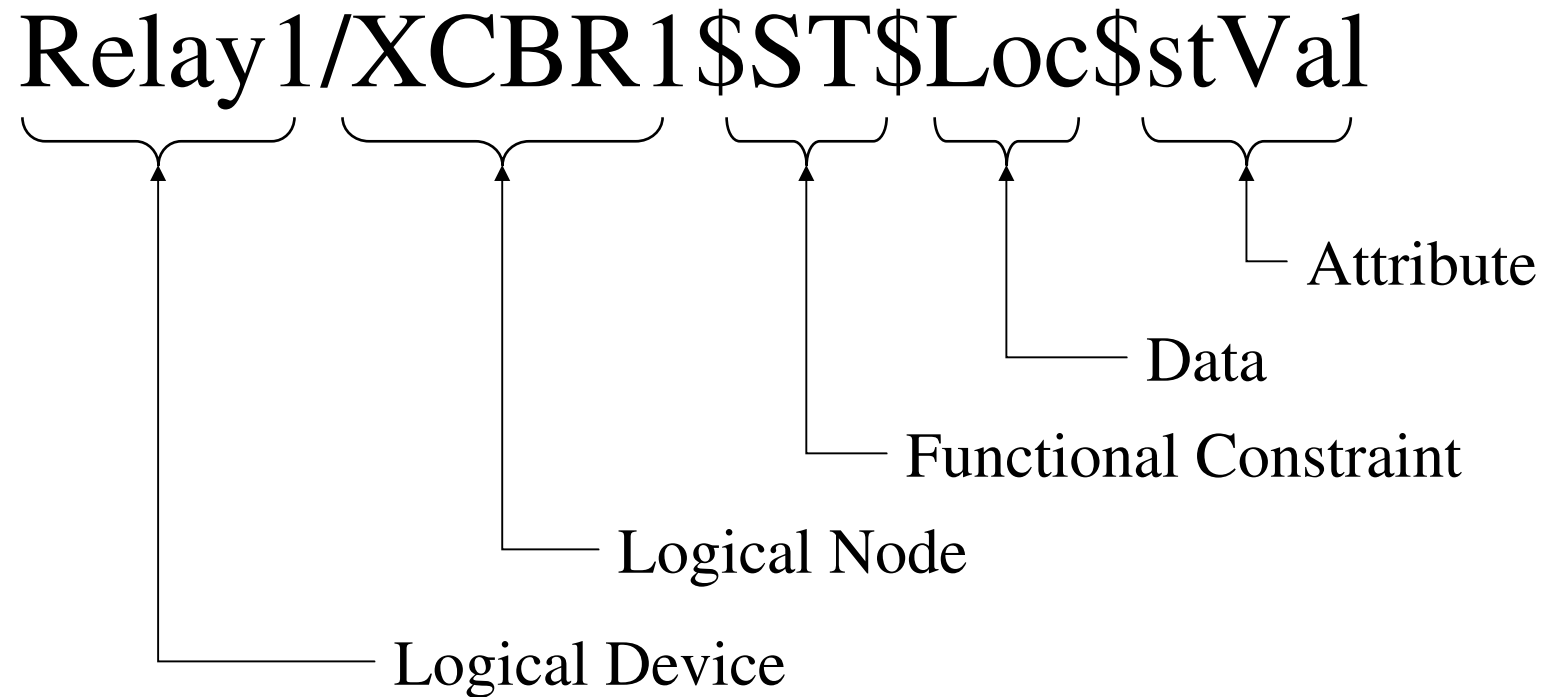 Relay1/XCBR1$ST$Loc$stVal
Attribute
Data
Functional Constraint
Logical Node
Logical Device